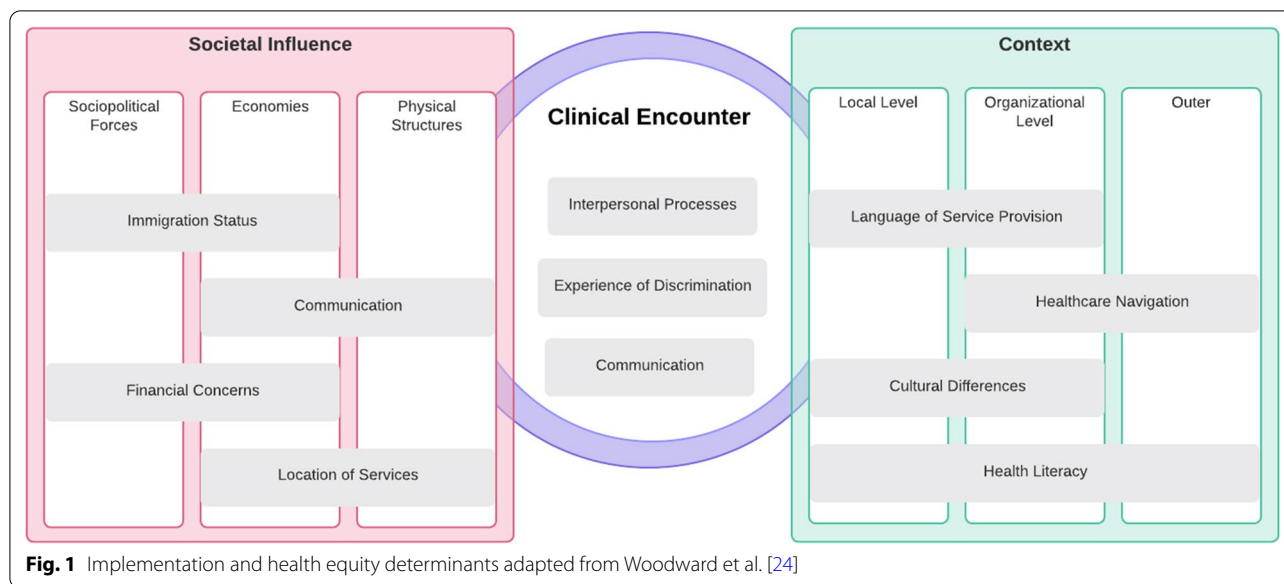 Societal Influence
Sociopolitical
Forces
Economies
Physical
Structures
Immigration Status
Communication
Financial Concerns
Location of Services
Clinical Encounter
Interpersonal Processes
Experience of Discrimination
Communication
Context
Local Level
Organizational
Level
Outer
Language of Service Provision
Healthcare Navigation
Cultural Differences
Health Literacy
Fig. 1 Implementation and health equity determinants adapted from Woodward et al. [24]